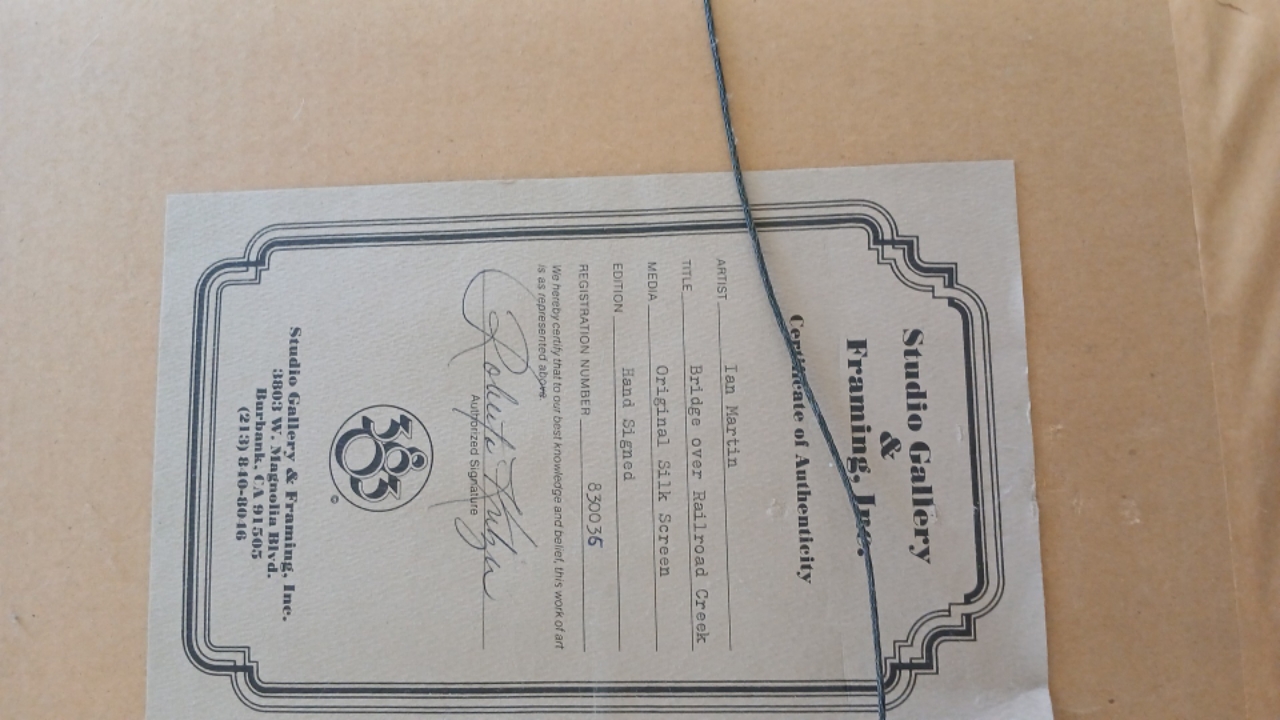 Studio Gallery
&
Framing, Inc.
Certificate of Authenticity
ARTIST Ian Martin
TITLE Bridge over Railroad Creek
MEDIA Original Silk Screen
EDITION Hand Signed
REGISTRATION NUMBER 830036
We hereby certify that to our best knowledge and belief, this work of art
is as represented above.
Authorized Signature
3803
©
Studio Gallery & Framing, Inc.
3803 W. Magnolia Blvd.
Burbank, CA 91505
(213) 840-8046